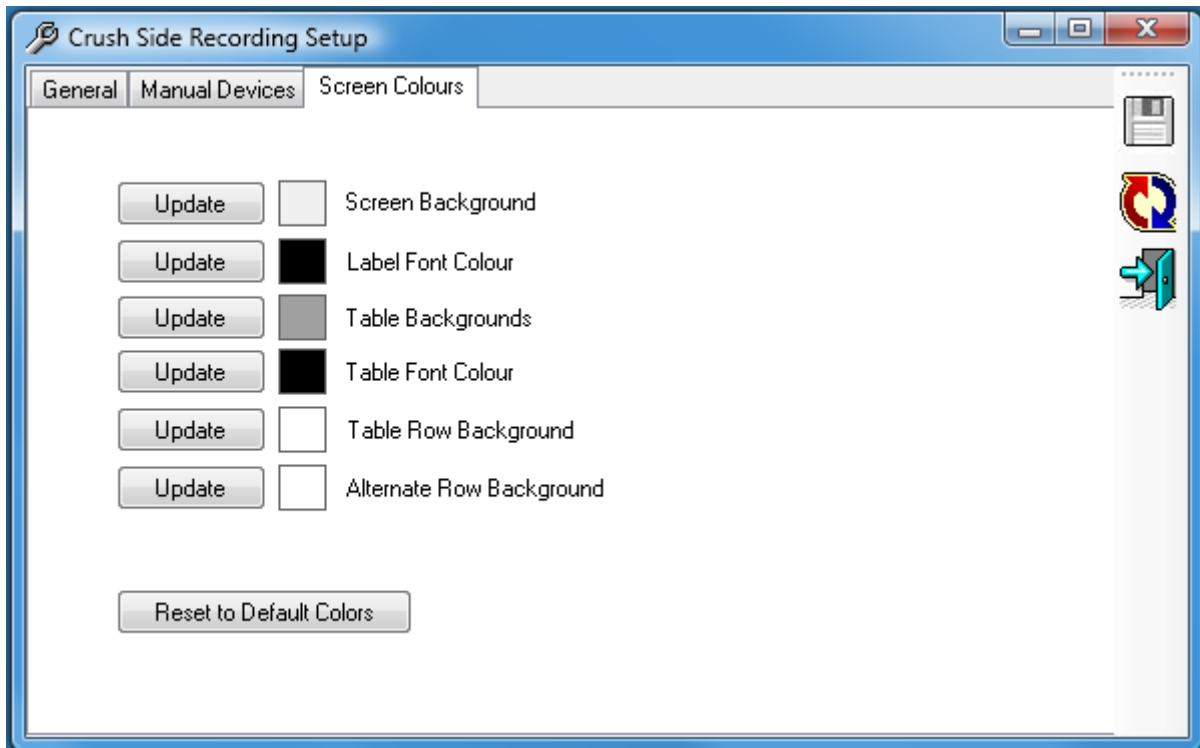 Crush Side Recording Setup
General Manual Devices Screen Colours
Update Screen Background
Update Label Font Colour
Update Table Backgrounds
Update Table Font Colour
Update Table Row Background
Update Alternate Row Background
Reset to Default Colors